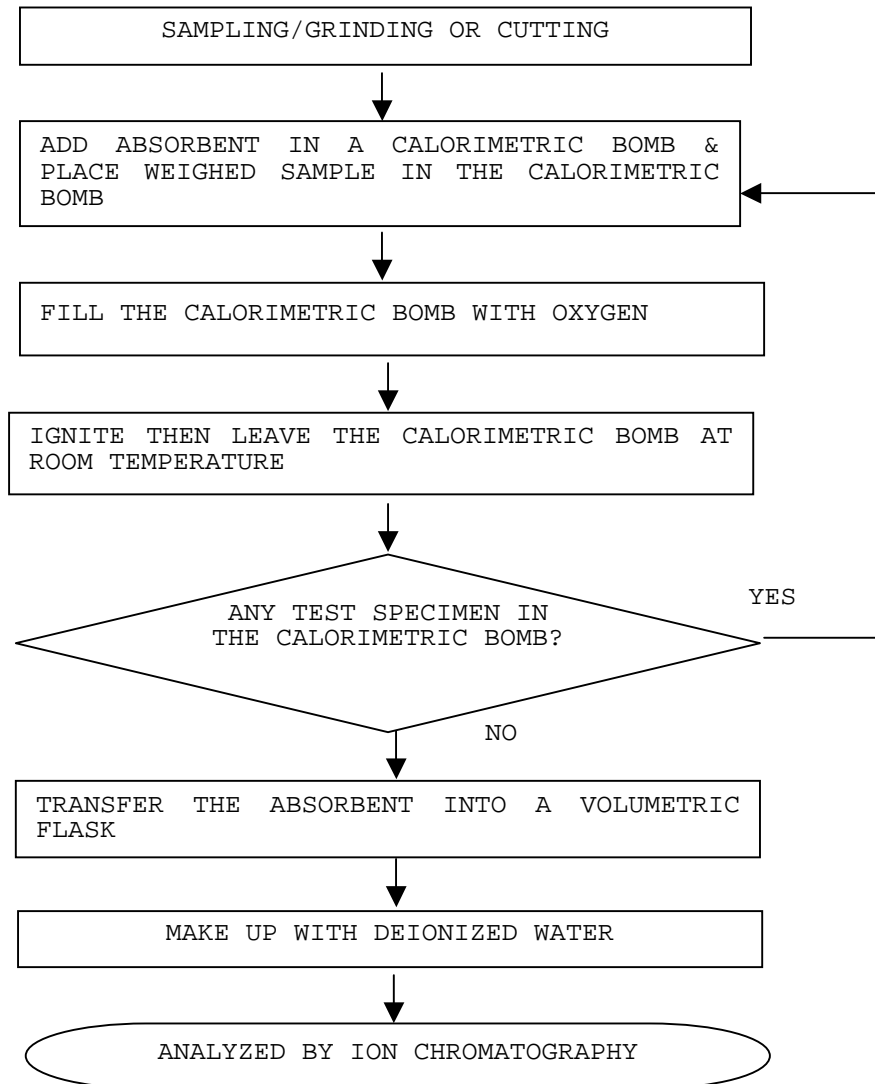 SAMPLING/GRINDING OR CUTTING
ADD ABSORBENT IN A CALORIMETRIC BOMB &
PLACE WEIGHED SAMPLE IN THE CALORIMETRIC
BOMB
FILL THE CALORIMETRIC BOMB WITH OXYGEN
IGNITE THEN LEAVE THE CALORIMETRIC BOMB AT
ROOM TEMPERATURE
ANY TEST SPECIMEN IN
THE CALORIMETRIC BOMB?
YES
NO
TRANSFER THE ABSORBENT INTO A VOLUMETRIC
FLASK
MAKE UP WITH DEIONIZED WATER
ANALYZED BY ION CHROMATOGRAPHY